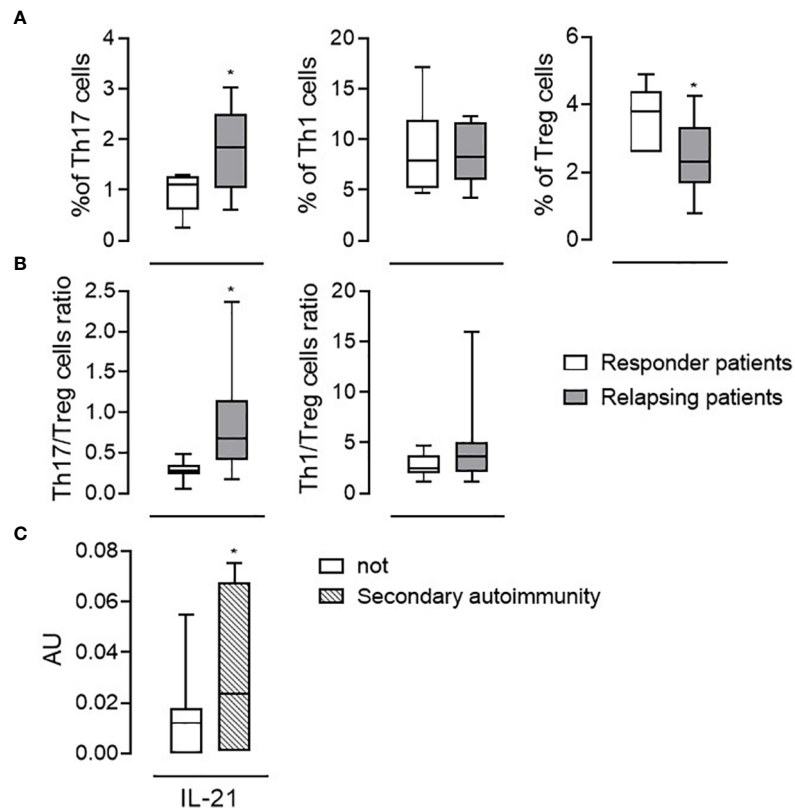 A
%of Th17 cells
4
3
2
1
0
*
% of Th1 cells
20
15
10
5
0
% of Treg cells
6
4
2
0
*
B
Th17/Treg cells ratio
2.5
2.0
1.5
1.0
0.5
0.0
*
Th1/Treg cells ratio
20
15
10
5
0
Responder patients
Relapsing patients
C
AU
0.08
0.06
0.04
0.02
0.00
*
IL-21
not
Secondary autoimmunity